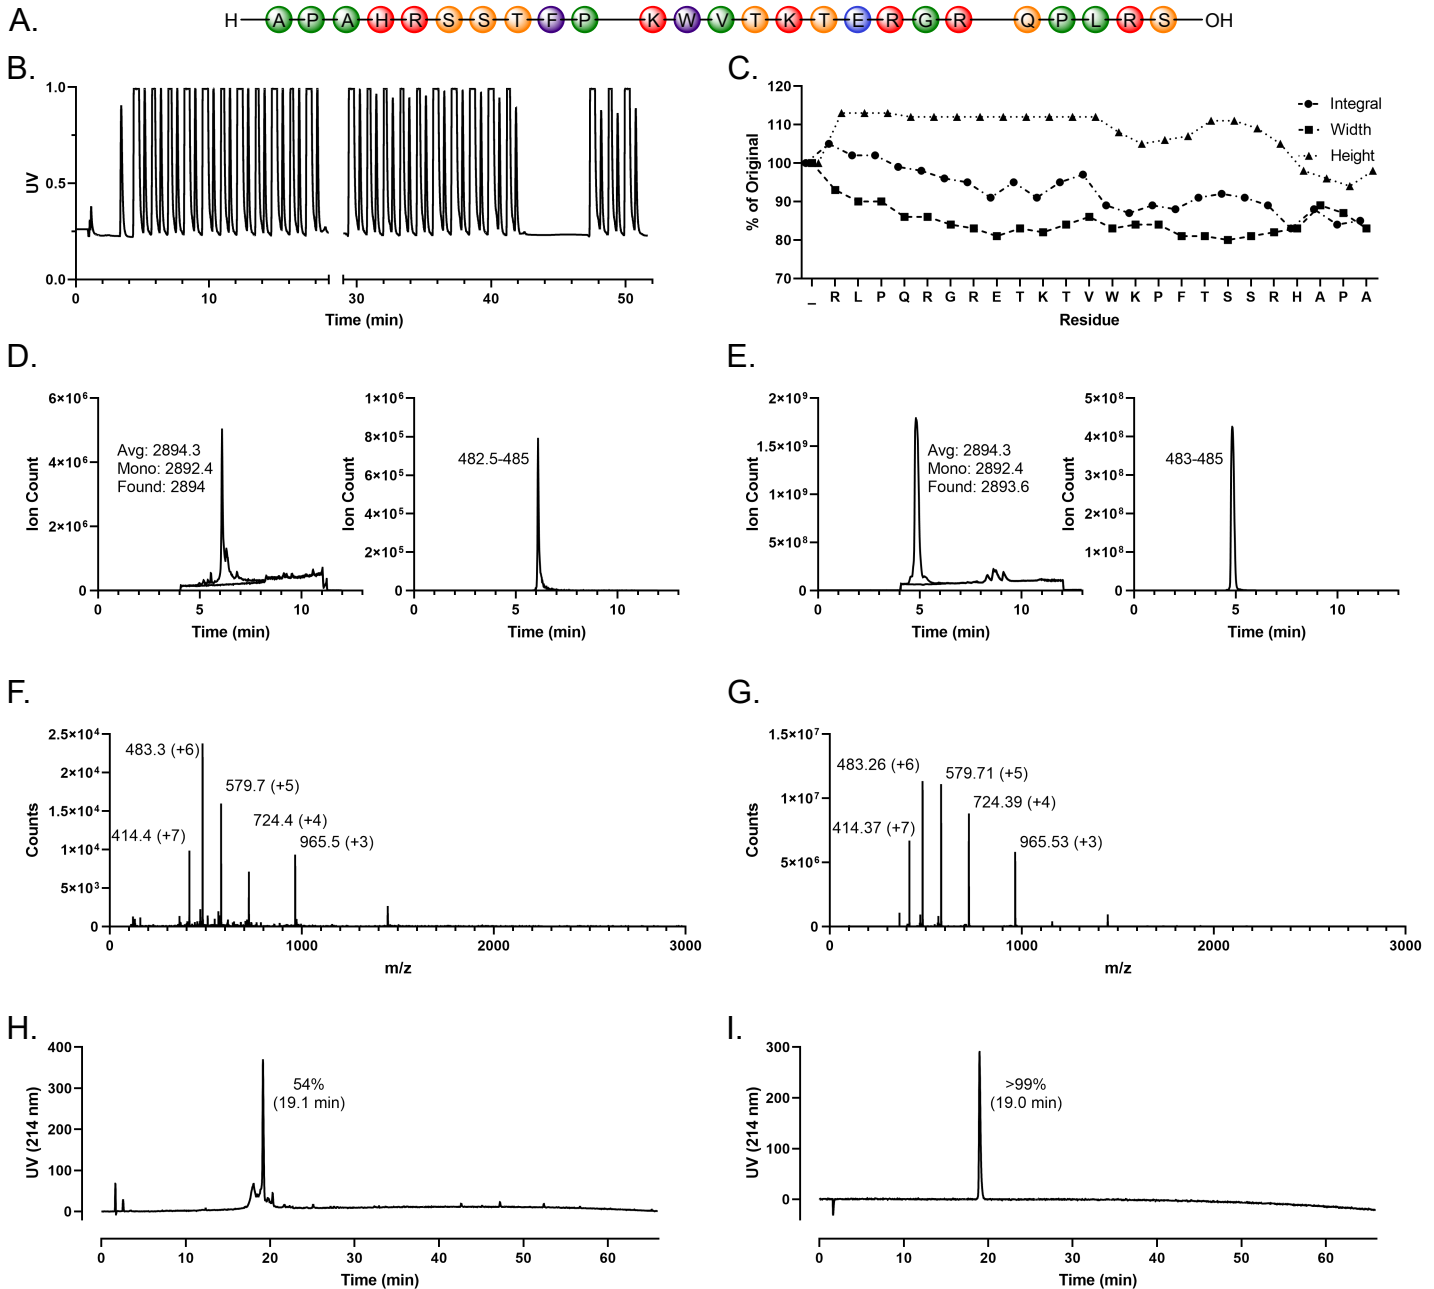 A.
H A P A H R S S T F P K W V T K T E R G R Q P L R S OH
B.
1.0
0.5
0.0
UV
0 10 30 40 50
Time (min)
C.
120
110
100
90
80
70
% of Original
Integral
Width
Height
_ R L P Q R G R E T K T V W K P F T S S R H A P A
Residue
D.
6×10⁶
4×10⁶
2×10⁶
0
Ion Count
Avg: 2894.3
Mono: 2892.4
Found: 2894
0 5 10
Time (min)
1×10⁶
8×10⁵
6×10⁵
4×10⁵
2×10⁵
0
Ion Count
482.5-485
0 5 10
Time (min)
E.
2×10⁹
1.5×10⁹
1×10⁹
5×10⁸
0
Ion Count
Avg: 2894.3
Mono: 2892.4
Found: 2893.6
0 5 10
Time (min)
5×10⁸
4×10⁸
3×10⁸
2×10⁸
1×10⁸
0
Ion Count
483-485
0 5 10
Time (min)
F.
2.5×10⁴
2×10⁴
1.5×10⁴
1×10⁴
5×10³
0
Counts
483.3 (+6)
579.7 (+5)
724.4 (+4)
414.4 (+7)
965.5 (+3)
0 1000 2000 3000
m/z
G.
1.5×10⁷
1×10⁷
5×10⁶
0
Counts
483.26 (+6)
579.71 (+5)
724.39 (+4)
414.37 (+7)
965.53 (+3)
0 1000 2000 3000
m/z
H.
400
300
200
100
0
UV (214 nm)
54%
(19.1 min)
0 10 20 30 40 50 60
Time (min)
I.
300
200
100
0
UV (214 nm)
>99%
(19.0 min)
0 10 20 30 40 50 60
Time (min)